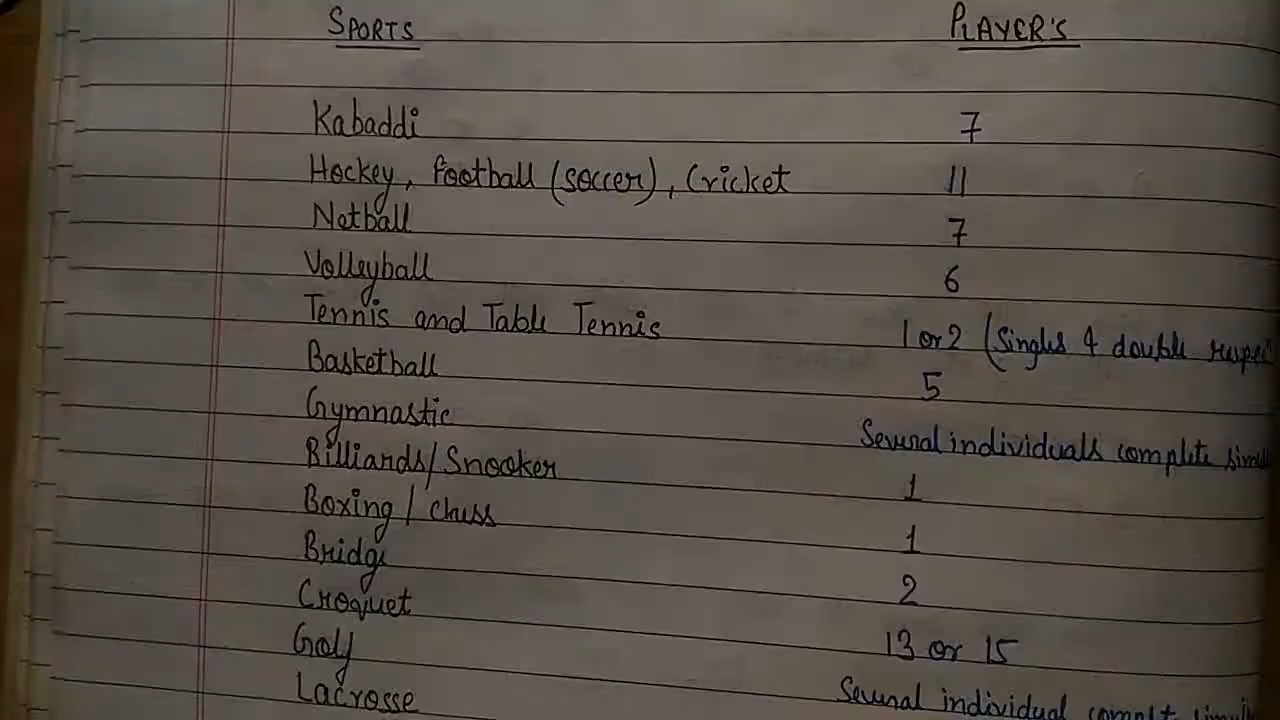 SPORTS PLAYER'S
Kabaddi 7
Hockey, Football (soccer), Cricket 11
Netball 7
Volleyball 6
Tennis and Table Tennis 1 or 2 (Singles & double respec
Basketball 5
Gymnastic Several individuals complete
Billiards/Snooker 1
Boxing / Chess 1
Bridge 2
Croquet 13 or 15
Golf Several individual
Lacrosse